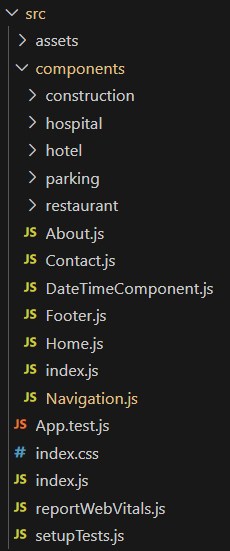 src
assets
components
construction
hospital
hotel
parking
restaurant
JS About.js
JS Contact.js
JS DateTimeComponent.js
JS Footer.js
JS Home.js
JS index.js
JS Navigation.js
JS App.test.js
# index.css
JS index.js
JS reportWebVitals.js
JS setupTests.js